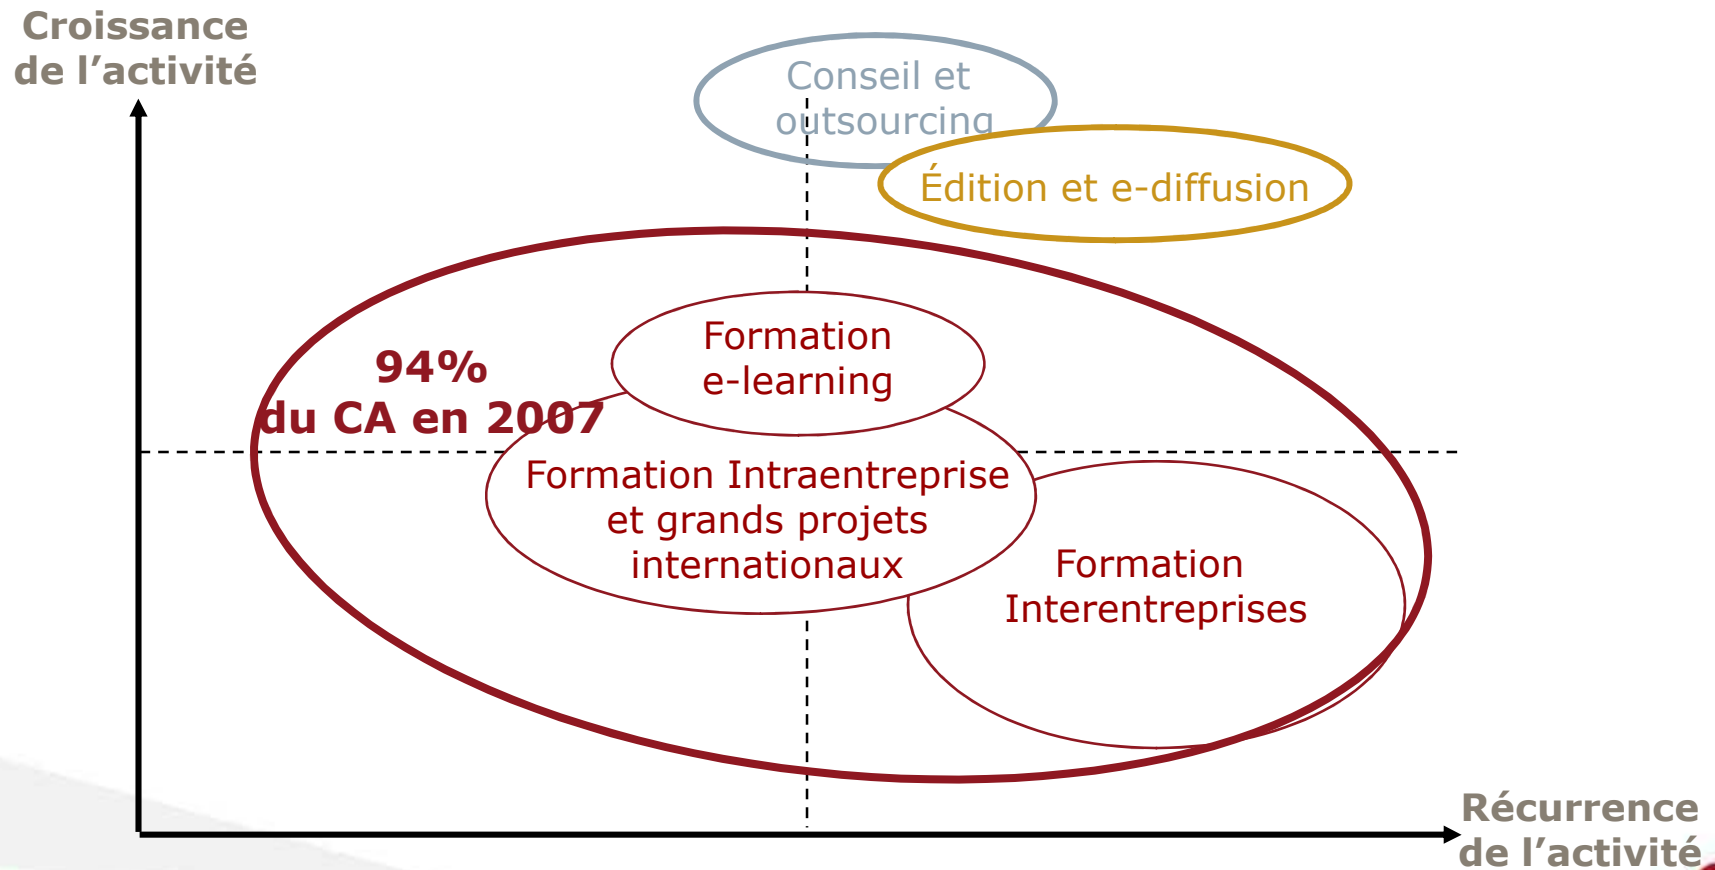 Croissance
de l’activité
Conseil et
outsourcing
Édition et e-diffusion
Formation
e-learning
94%
du CA en 2007
Formation Intraentreprise
et grands projets
internationaux
Formation
Interentreprises
Récurrence
de l’activité